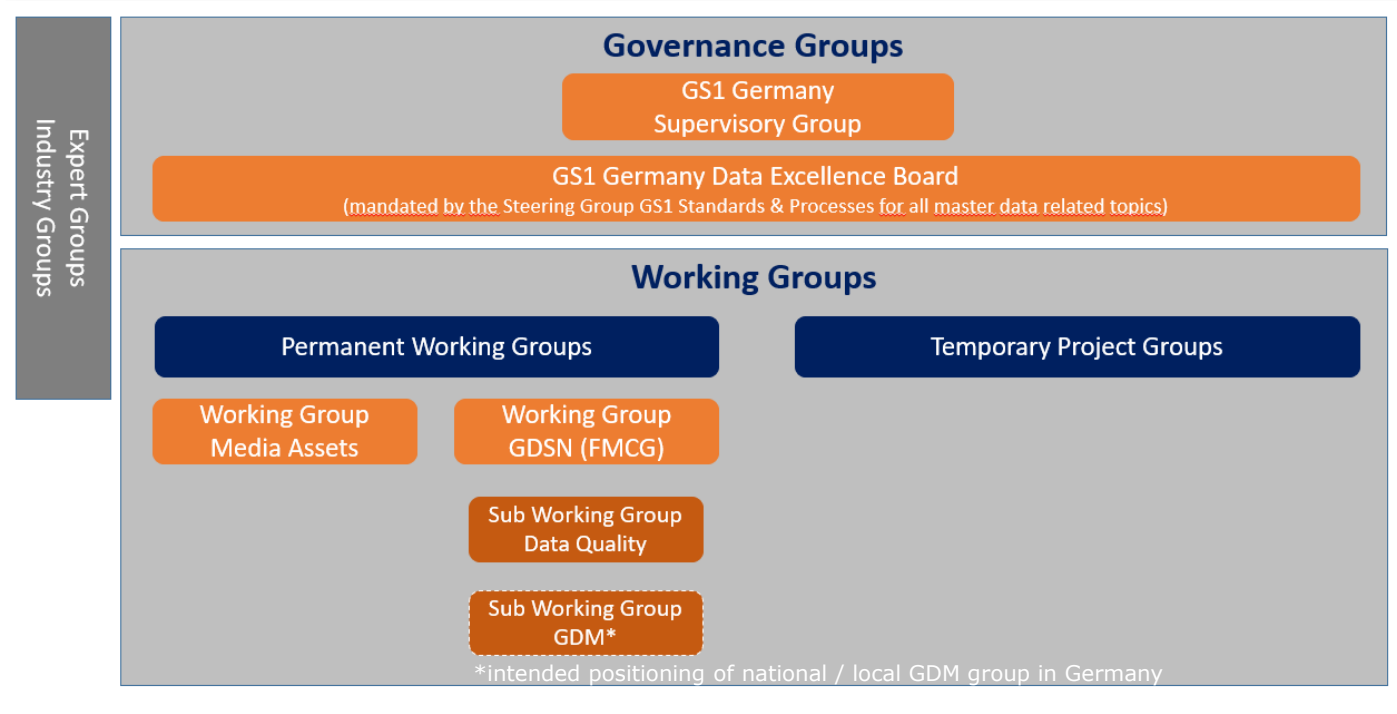 Expert Groups
Industry Groups
Governance Groups
GS1 Germany
Supervisory Group
GS1 Germany Data Excellence Board
(mandated by the Steering Group GS1 Standards & Processes for all master data related topics)
Working Groups
Permanent Working Groups
Temporary Project Groups
Working Group
Media Assets
Working Group
GDSN (FMCG)
Sub Working Group
Data Quality
Sub Working Group
GDM*
*intended positioning of national / local GDM group in Germany